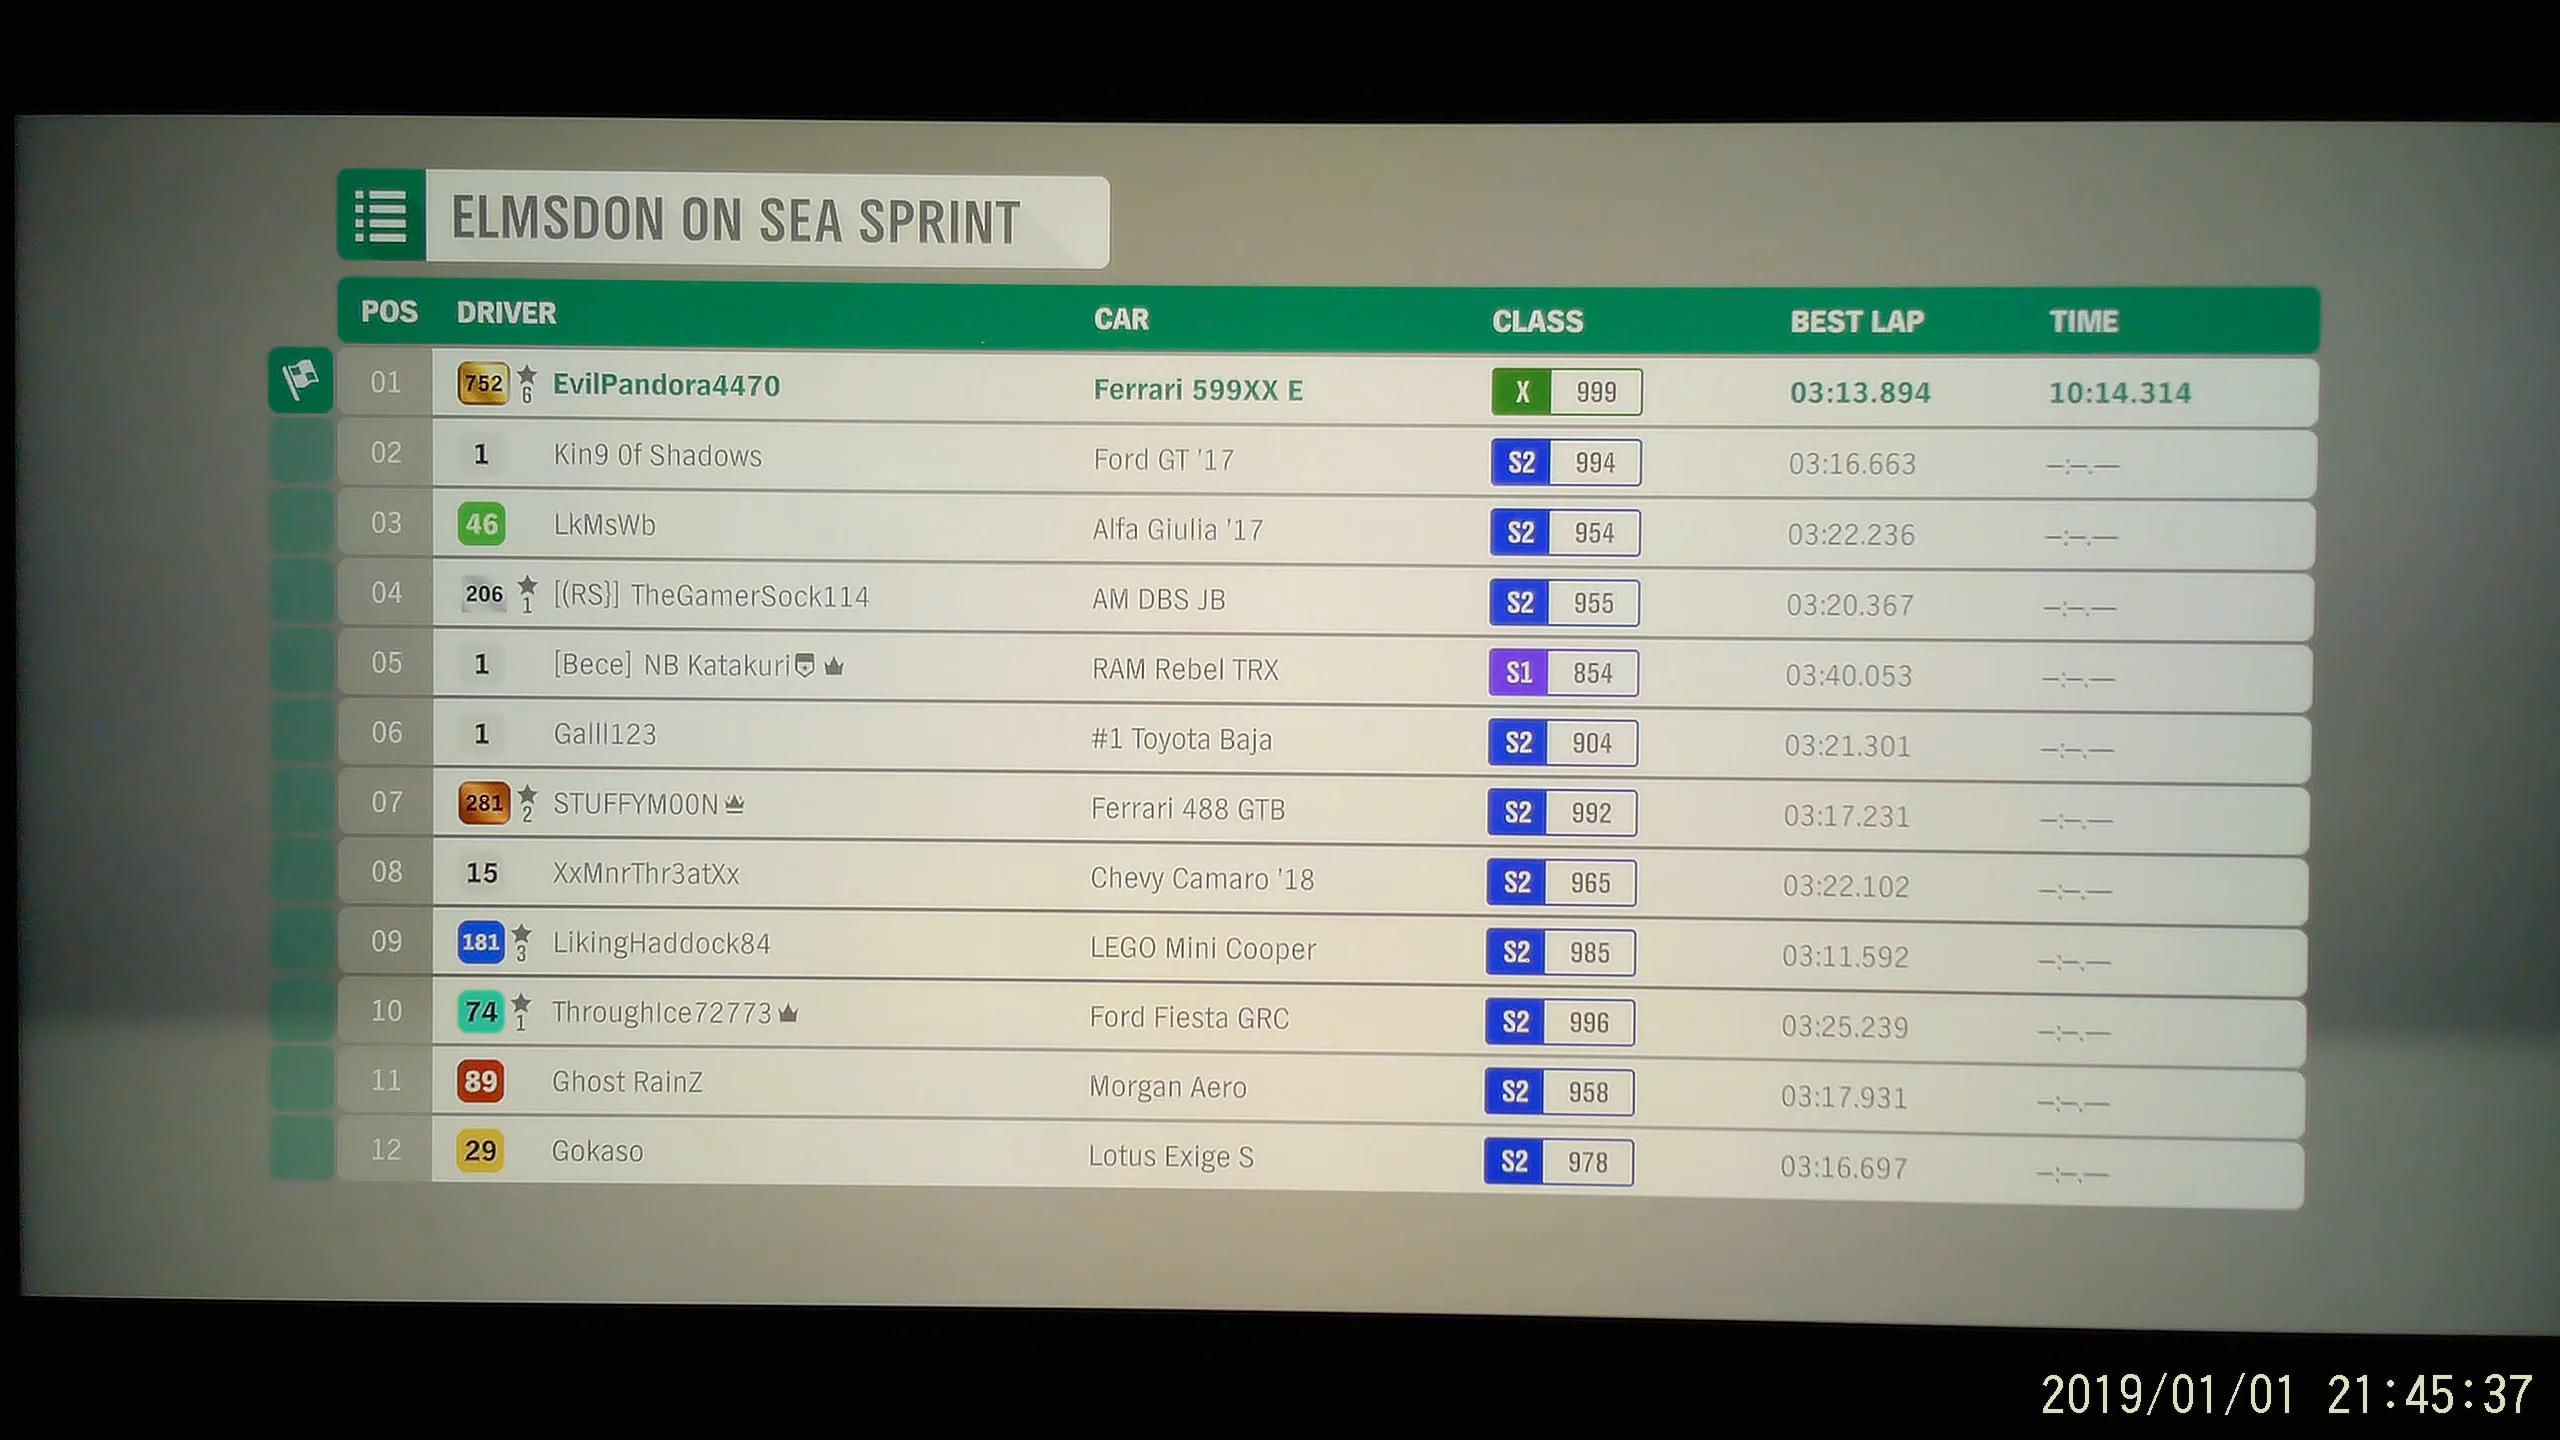 ELMSDON ON SEA SPRINT
POS DRIVER CAR CLASS BEST LAP TIME
01 752 6 EvilPandora4470 Ferrari 599XX E X 999 03:13.894 10:14.314
02 1 Kin9 Of Shadows Ford GT '17 S2 994 03:16.663 --:--.---
03 46 LkMsWb Alfa Giulia '17 S2 954 03:22.236 --:--.---
04 206 1 [(RS}] TheGamerSock114 AM DBS JB S2 955 03:20.367 --:--.---
05 1 [Bece] NB Katakuri RAM Rebel TRX S1 854 03:40.053 --:--.---
06 1 Galll123 #1 Toyota Baja S2 904 03:21.301 --:--.---
07 281 2 STUFFYM00N Ferrari 488 GTB S2 992 03:17.231 --:--.---
08 15 XxMnrThr3atXx Chevy Camaro '18 S2 965 03:22.102 --:--.---
09 181 3 LikingHaddock84 LEGO Mini Cooper S2 985 03:11.592 --:--.---
10 74 1 ThroughIce72773 Ford Fiesta GRC S2 996 03:25.239 --:--.---
11 89 Ghost RainZ Morgan Aero S2 958 03:17.931 --:--.---
12 29 Gokaso Lotus Exige S S2 978 03:16.697 --:--.---
2019/01/01 21:45:37